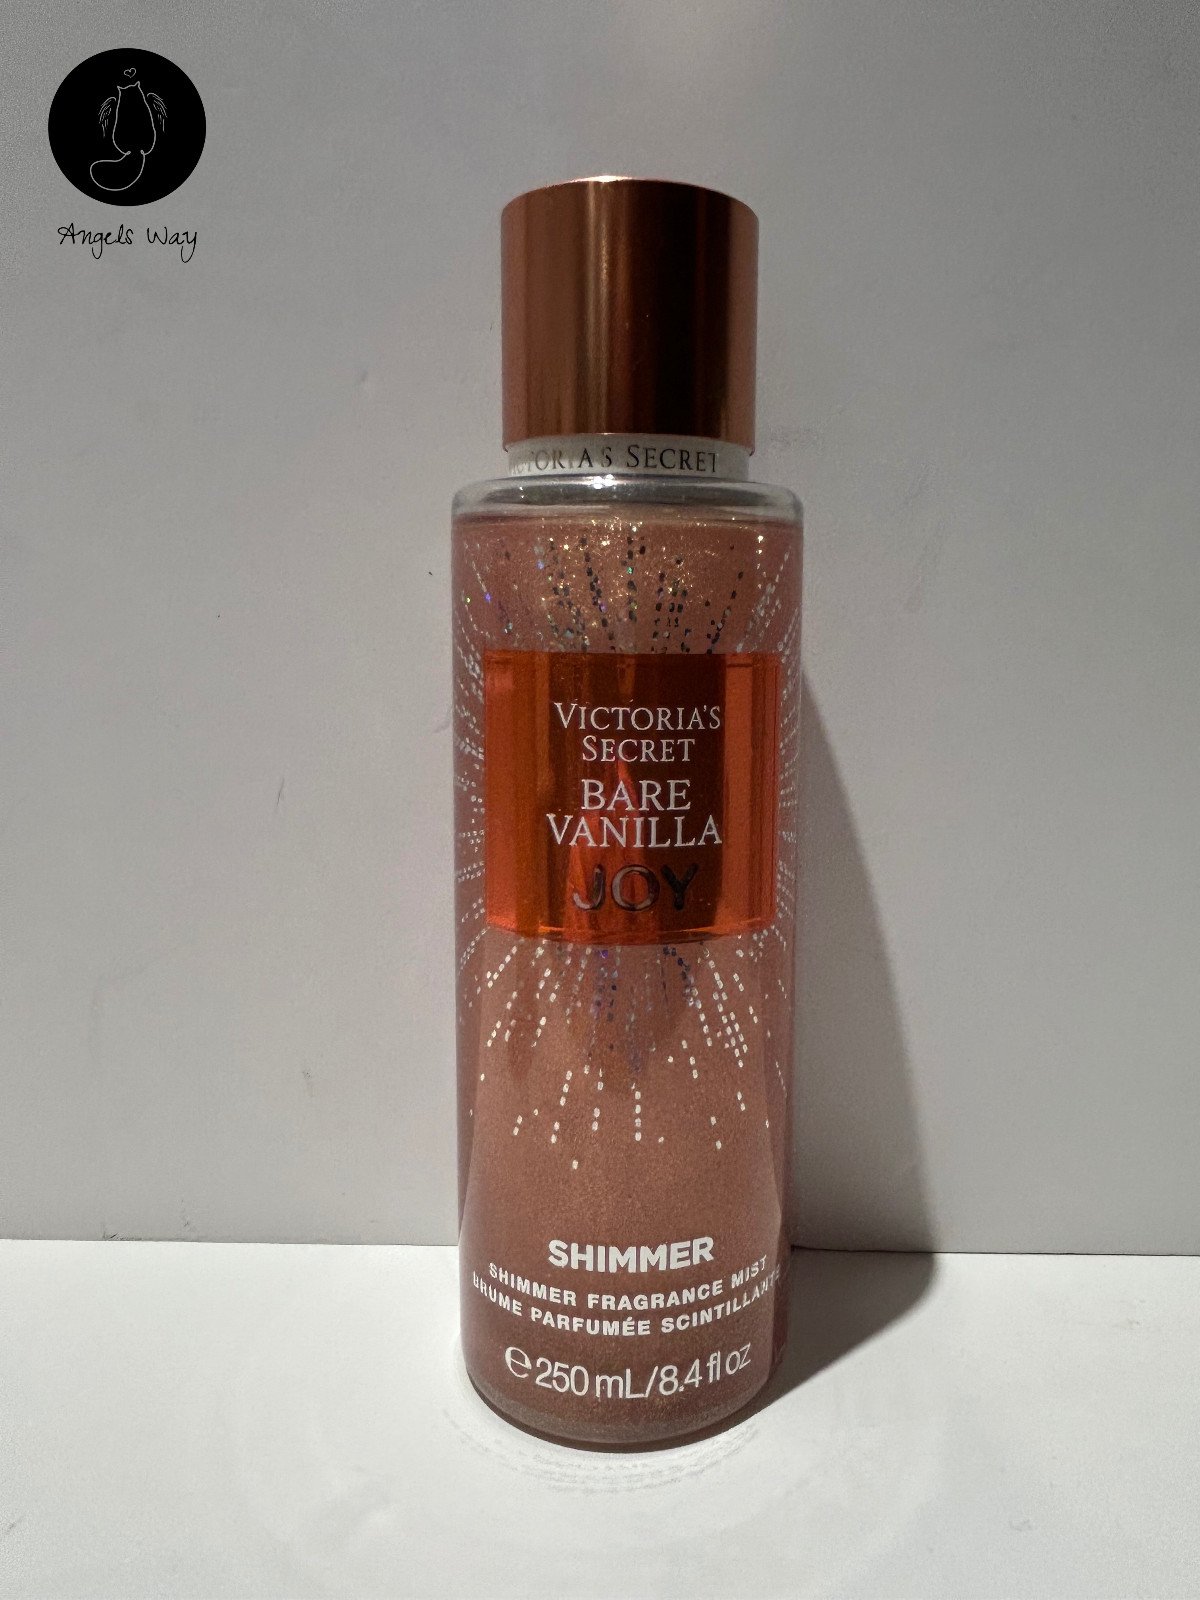 Angels Way
VICTORIA'S SECRET
VICTORIA'S
SECRET
BARE
VANILLA
JOY
SHIMMER
SHIMMER FRAGRANCE MIST
BRUME PARFUMÉE SCINTILLANTE
℮250 mL/8.4 fl oz